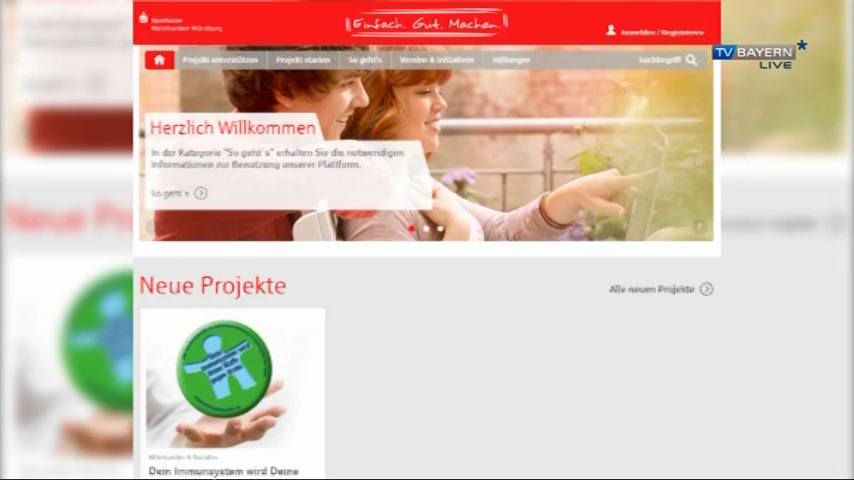 Sparkasse
Mainfranken Würzburg
Einfach. Gut. Machen.
Anmelden / Registrieren
TV BAYERN
LIVE
Projekt unterstützen
Projekt starten
So geht's
Vereine & Initiativen
Stiftungen
Suchbegriff
Herzlich Willkommen
In der Kategorie "So geht´s" erhalten Sie die notwendigen
Informationen zur Benutzung unserer Plattform.
So geht´s
Neue Projekte
Alle neuen Projekte
Miteinander & Soziales
Dein Immunsystem wird Deine